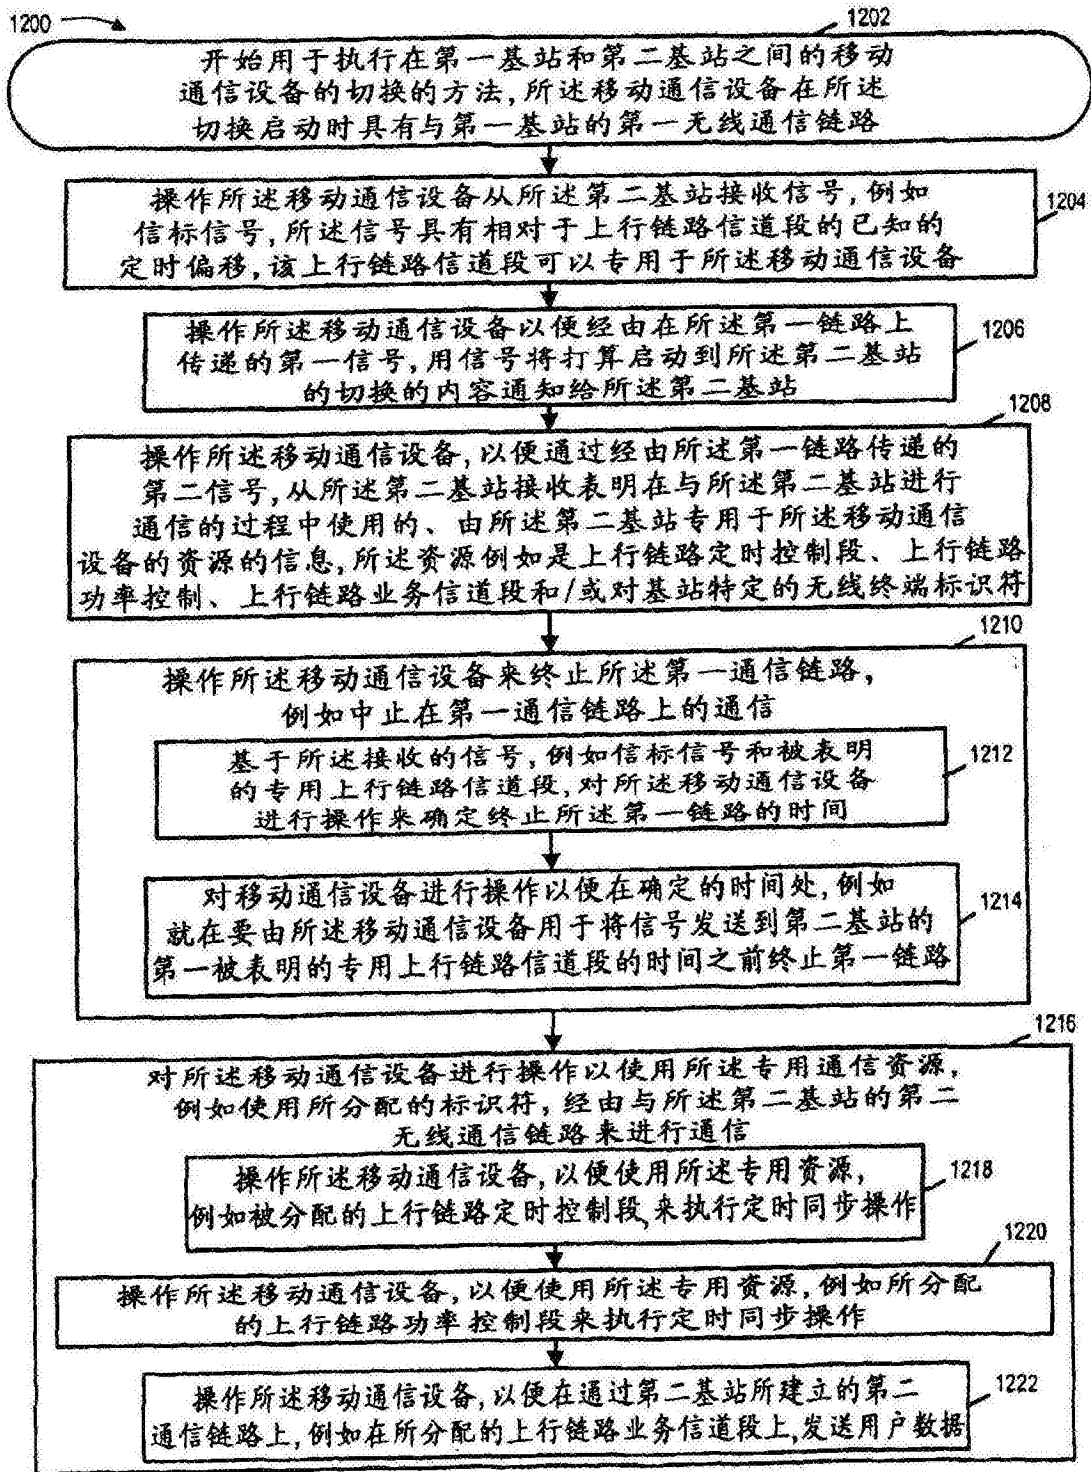 1200
1202
开始用于执行在第一基站和第二基站之间的移动
通信设备的切换的方法,所述移动通信设备在所述
切换启动时具有与第一基站的第一无线通信链路
操作所述移动通信设备从所述第二基站接收信号,例如
信标信号,所述信号具有相对于上行链路信道段的已知的
定时偏移,该上行链路信道段可以专用于所述移动通信设备
1204
操作所述移动通信设备以便经由在所述第一链路上
传递的第一信号,用信号将打算启动到所述第二基站
的切换的内容通知给所述第二基站
1206
1208
操作所述移动通信设备,以便通过经由所述第一链路传递的
第二信号,从所述第二基站接收表明在与所述第二基站进行
通信的过程中使用的、由所述第二基站专用于所述移动通信
设备的资源的信息,所述资源例如是上行链路定时控制段、上行链路
功率控制、上行链路业务信道段和/或对基站特定的无线终端标识符
1210
操作所述移动通信设备来终止所述第一通信链路,
例如中止在第一通信链路上的通信
基于所述接收的信号,例如信标信号和被表明
的专用上行链路信道段,对所述移动通信设备
进行操作来确定终止所述第一链路的时间
1212
对移动通信设备进行操作以便在确定的时间处,例如
就在要由所述移动通信设备用于将信号发送到第二基站的
第一被表明的专用上行链路信道段的时间之前终止第一链路
1214
1216
对所述移动通信设备进行操作以使用所述专用通信资源,
例如使用所分配的标识符,经由与所述第二基站的第二
无线通信链路来进行通信
操作所述移动通信设备,以便使用所述专用资源,
例如被分配的上行链路定时控制段,来执行定时同步操作
1218
1220
操作所述移动通信设备,以便使用所述专用资源,例如所分配
的上行链路功率控制段来执行定时同步操作
操作所述移动通信设备,以便在通过第二基站所建立的第二
通信链路上,例如在所分配的上行链路业务信道段上,发送用户数据
1222